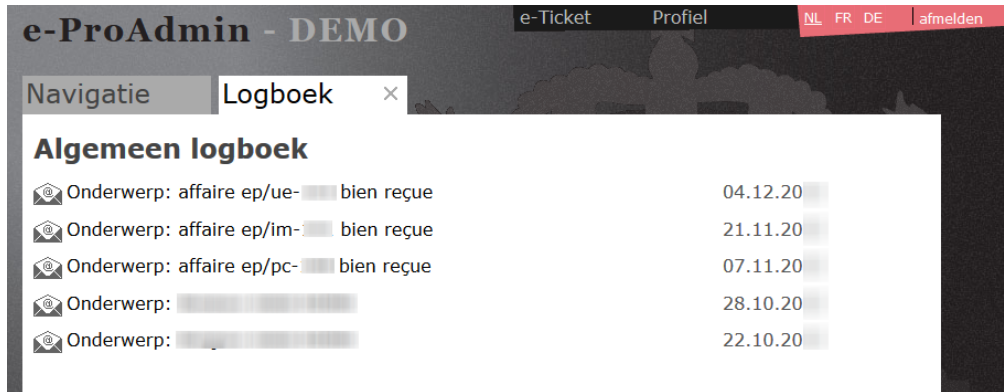 e-ProAdmin - DEMO
e-Ticket Profiel NL FR DE afmelden
Navigatie Logboek ×
Algemeen logboek
Onderwerp: affaire ep/ue- bien reçue 04.12.20
Onderwerp: affaire ep/im- bien reçue 21.11.20
Onderwerp: affaire ep/pc- bien reçue 07.11.20
Onderwerp: 28.10.20
Onderwerp: 22.10.20